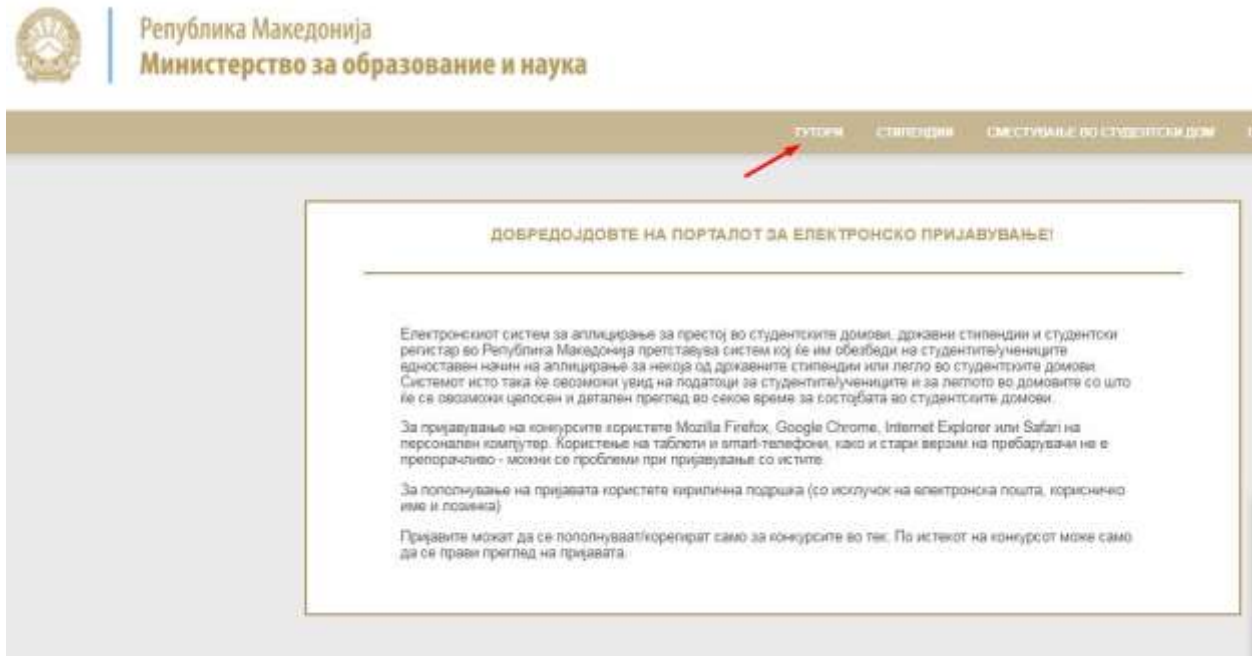 Република Македонија
Министерство за образование и наука
ТУТОРИ СТИПЕНДИИ СМЕСТУВАЊЕ ВО СТУДЕНТСКИ ДОМ
ДОБРЕДОЈДОВТЕ НА ПОРТАЛОТ ЗА ЕЛЕКТРОНСКО ПРИЈАВУВАЊЕ!
Електронскиот систем за аплицирање за престој во студентските домови, државни стипендии и студентски
регистар во Република Македонија претставува систем кој ќе им обезбеди на студентите/учениците
едноставен начин на аплицирање за некоја од државните стипендии или легло во студентските домови.
Системот исто така ќе овозможи увид на податоци за студентите/учениците и за леглото во домовите со што
ќе се овозможи целосен и детален преглед во секое време за состојбата во студентските домови.
За пријавување на конкурсите користете Mozilla Firefox, Google Chrome, Internet Explorer или Safari на
персонален компјутер. Користење на таблети и smart-телефони, како и стари верзии на пребарувачи не е
препорачливо - можни се проблеми при пријавување со истите.
За пополнување на пријавата користете кирилична подршка (со исклучок на електронска пошта, корисничко
име и лозинка)
Пријавите можат да се пополнуваат/корегират само за конкурсите во тек. По истекот на конкурсот може само
да се прави преглед на пријавата.